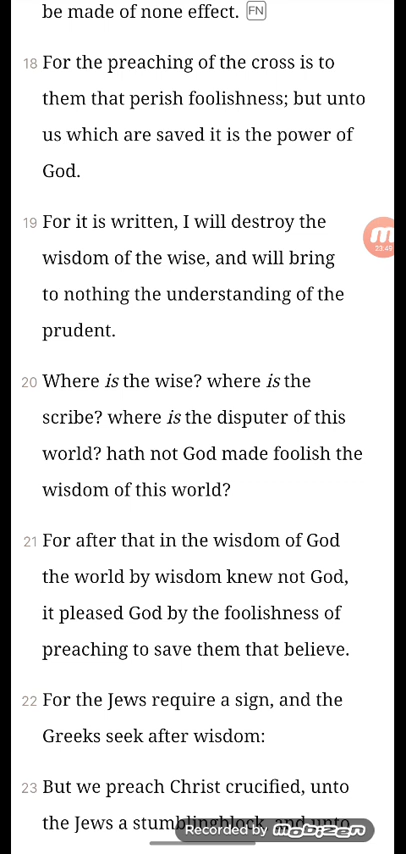 be made of none effect. FN
18 For the preaching of the cross is to
them that perish foolishness; but unto
us which are saved it is the power of
God.
19 For it is written, I will destroy the
wisdom of the wise, and will bring
to nothing the understanding of the
prudent.
20 Where is the wise? where is the
scribe? where is the disputer of this
world? hath not God made foolish the
wisdom of this world?
21 For after that in the wisdom of God
the world by wisdom knew not God,
it pleased God by the foolishness of
preaching to save them that believe.
22 For the Jews require a sign, and the
Greeks seek after wisdom:
23 But we preach Christ crucified, unto
the Jews a stumblingblock, and unto
m
23:49
Recorded by mobizen